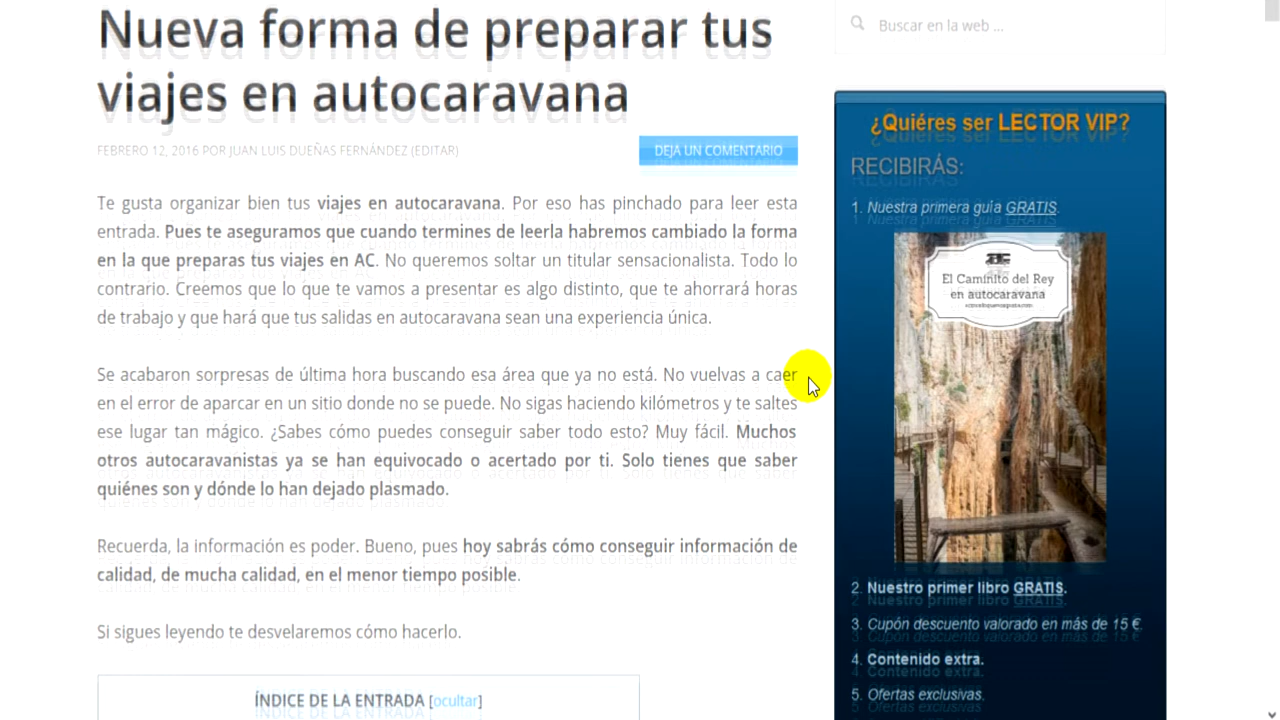 Nueva forma de preparar tus
viajes en autocaravana
FEBRERO 12, 2016 POR JUAN LUIS DUEÑAS FERNÁNDEZ (EDITAR)
DEJA UN COMENTARIO
Te gusta organizar bien tus viajes en autocaravana. Por eso has pinchado para leer esta
entrada. Pues te aseguramos que cuando termines de leerla habremos cambiado la forma
en la que preparas tus viajes en AC. No queremos soltar un titular sensacionalista. Todo lo
contrario. Creemos que lo que te vamos a presentar es algo distinto, que te ahorrará horas
de trabajo y que hará que tus salidas en autocaravana sean una experiencia única.
Se acabaron sorpresas de última hora buscando esa área que ya no está. No vuelvas a caer
en el error de aparcar en un sitio donde no se puede. No sigas haciendo kilómetros y te saltes
ese lugar tan mágico. ¿Sabes cómo puedes conseguir saber todo esto? Muy fácil. Muchos
otros autocaravanistas ya se han equivocado o acertado por ti. Solo tienes que saber
quiénes son y dónde lo han dejado plasmado.
Recuerda, la información es poder. Bueno, pues hoy sabrás cómo conseguir información de
calidad, de mucha calidad, en el menor tiempo posible.
Si sigues leyendo te desvelaremos cómo hacerlo.
ÍNDICE DE LA ENTRADA [ocultar]
Buscar en la web ...
¿Quiéres ser LECTOR VIP?
RECIBIRÁS:
1. Nuestra primera guía GRATIS.
El Caminito del Rey
en autocaravana
2. Nuestro primer libro GRATIS.
3. Cupón descuento valorado en más de 15 €.
4. Contenido extra.
5. Ofertas exclusivas.